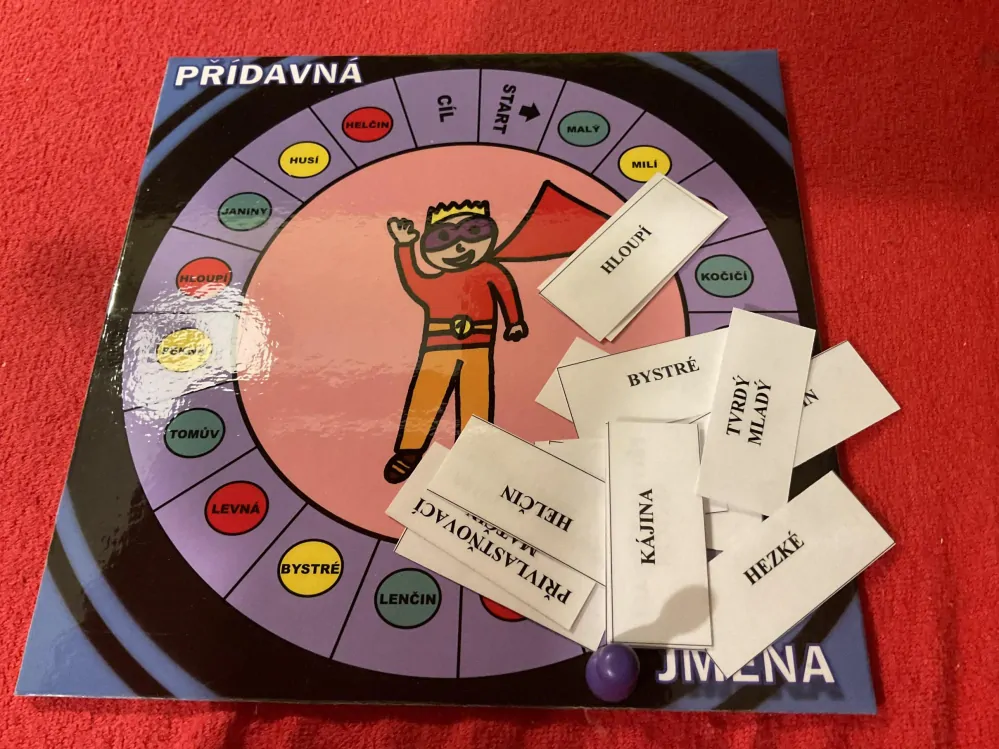 PŘÍDAVNÁ
CÍL
START
MALÝ
MILÍ
KOČIČÍ
HELČIN
HUSÍ
JANINY
HLOUPÍ
TOMŮV
LEVNÁ
BYSTRÉ
LENČIN
HLOUPÍ
BYSTRÉ
TVRDÝ
MLADÝ
HELČIN
KÁJINA
PŘIVLASTŇOVACÍ
HEZKÉ
JMÉNA